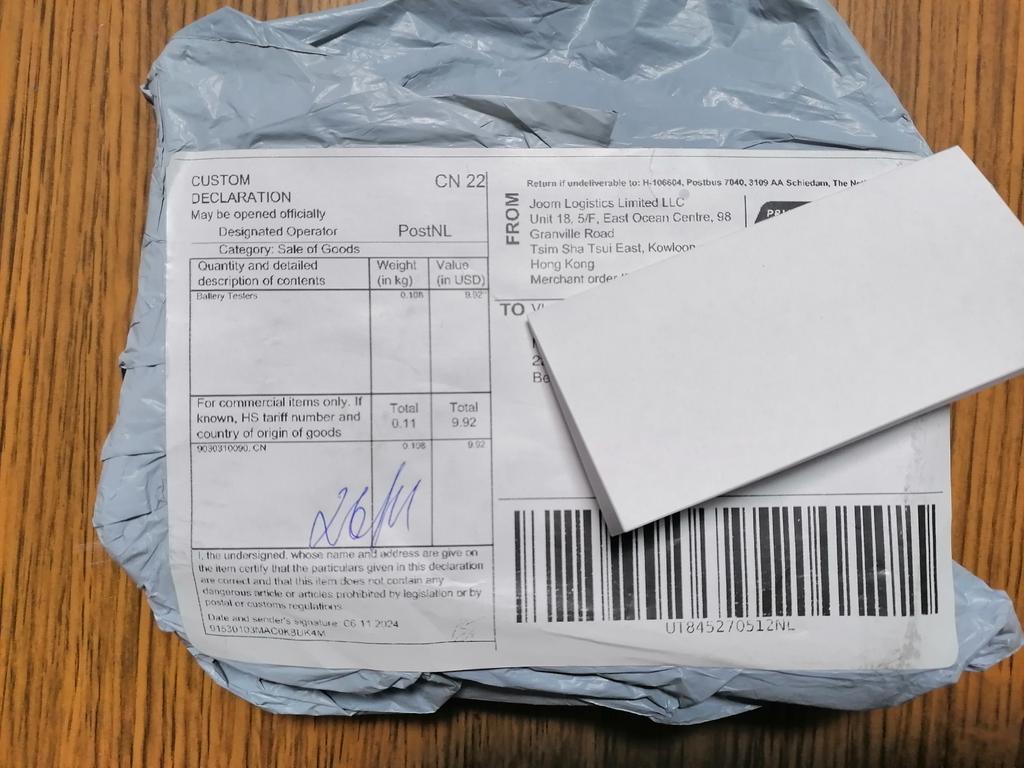 CUSTOM
DECLARATION
CN 22
May be opened officially
Designated Operator PostNL
Category: Sale of Goods
Quantity and detailed
description of contents
Weight
(in kg)
Value
(in USD)
Battery Testers 0.108 9.92
For commercial items only. If
known, HS tariff number and
country of origin of goods
Total
0.11
Total
9.92
9030310090, CN 0.108 9.92
26/11
I, the undersigned, whose name and address are give on
the item certify that the particulars given in this declaration
are correct and that this item does not contain any
dangerous article or articles prohibited by legislation or by
postal or customs regulations
Date and sender's signature: 06 11 2024
91530103MAC0KBUK4M
Return if undeliverable to: H-106604, Postbus 7040, 3109 AA Schiedam, The
FROM
Joom Logistics Limited LLC
Unit 18, 5/F, East Ocean Centre, 98
Granville Road
Tsim Sha Tsui East, Kowloon
Hong Kong
Merchant order
TO
Be
UT845270512NL